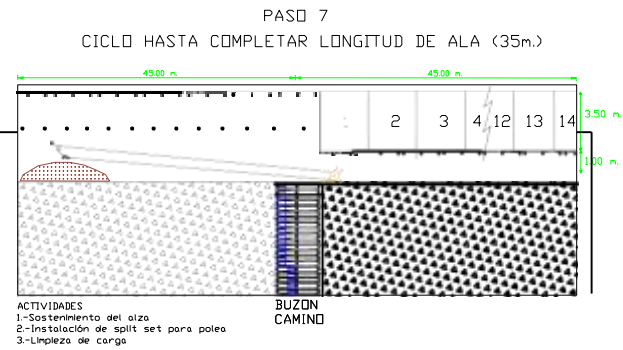 PASO 7
CICLO HASTA COMPLETAR LONGITUD DE ALA (35m.)
45.00 m. 45.00 m.
2 3 4 12 13 14
3.50 m.
1.00 m.
ACTIVIDADES
1.-Sostenimiento del alza
2.-Instalación de split set para polea
3.-Limpieza de carga
BUZON
CAMINO